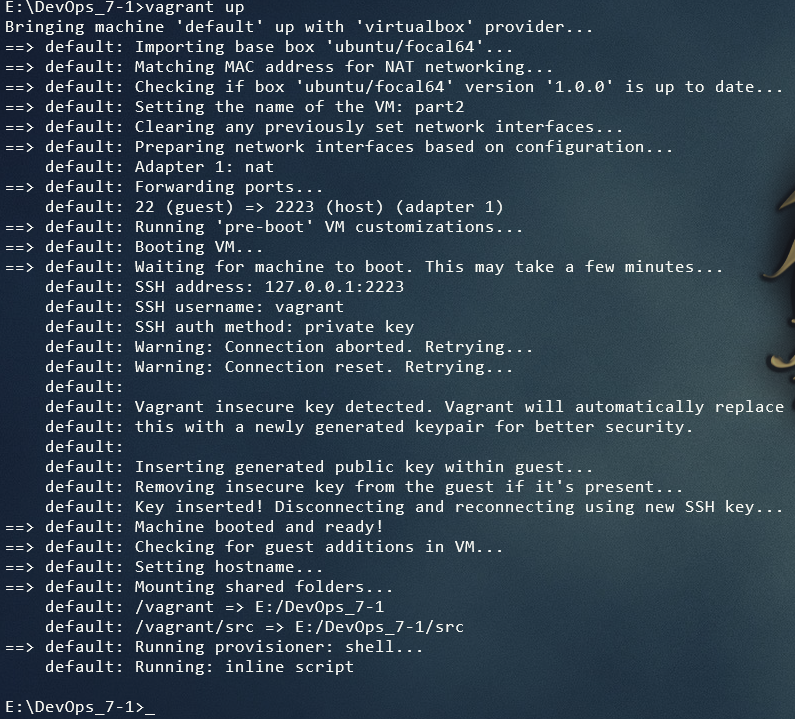 E:\DevOps_7-1>vagrant up
Bringing machine 'default' up with 'virtualbox' provider...
==> default: Importing base box 'ubuntu/focal64'...
==> default: Matching MAC address for NAT networking...
==> default: Checking if box 'ubuntu/focal64' version '1.0.0' is up to date...
==> default: Setting the name of the VM: part2
==> default: Clearing any previously set network interfaces...
==> default: Preparing network interfaces based on configuration...
    default: Adapter 1: nat
==> default: Forwarding ports...
    default: 22 (guest) => 2223 (host) (adapter 1)
==> default: Running 'pre-boot' VM customizations...
==> default: Booting VM...
==> default: Waiting for machine to boot. This may take a few minutes...
    default: SSH address: 127.0.0.1:2223
    default: SSH username: vagrant
    default: SSH auth method: private key
    default: Warning: Connection aborted. Retrying...
    default: Warning: Connection reset. Retrying...
    default:
    default: Vagrant insecure key detected. Vagrant will automatically replace
    default: this with a newly generated keypair for better security.
    default:
    default: Inserting generated public key within guest...
    default: Removing insecure key from the guest if it's present...
    default: Key inserted! Disconnecting and reconnecting using new SSH key...
==> default: Machine booted and ready!
==> default: Checking for guest additions in VM...
==> default: Setting hostname...
==> default: Mounting shared folders...
    default: /vagrant => E:/DevOps_7-1
    default: /vagrant/src => E:/DevOps_7-1/src
==> default: Running provisioner: shell...
    default: Running: inline script
E:\DevOps_7-1>_